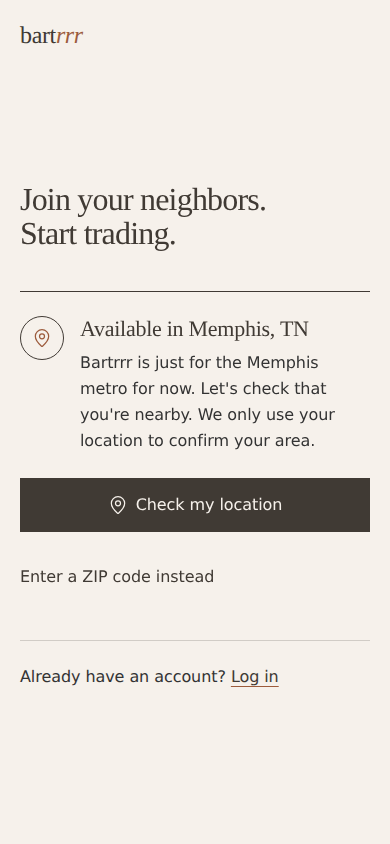 bartrrr
Join your neighbors.
Start trading.
Available in Memphis, TN
Bartrrr is just for the Memphis
metro for now. Let's check that
you're nearby. We only use your
location to confirm your area.
Check my location
Enter a ZIP code instead
Already have an account? Log in